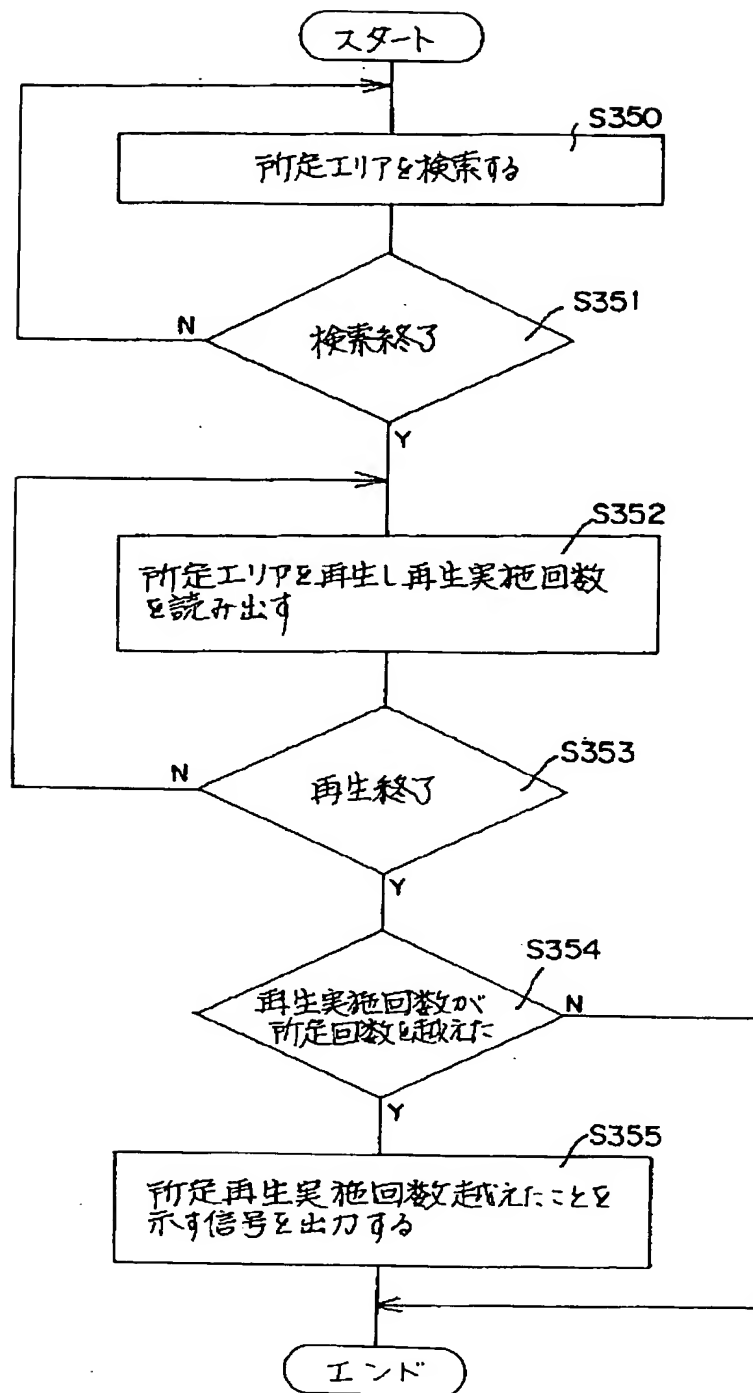 スタート
S350
所定エリアを検索する
S351
検索終了
N
Y
S352
所定エリアを再生し再生実施回数
を読み出す
S353
再生終了
N
Y
S354
再生実施回数が
所定回数を越えた
N
Y
S355
所定再生実施回数越えたことを
示す信号を出力する
エンド